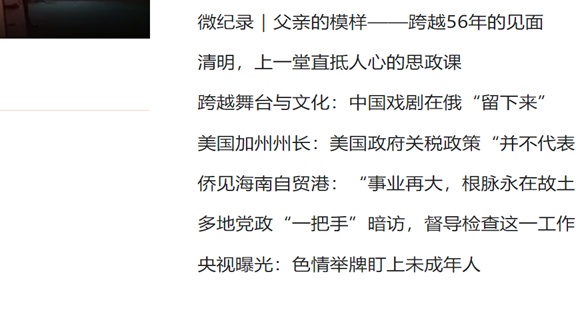 微纪录｜父亲的模样——跨越56年的见面
清明，上一堂直抵人心的思政课
跨越舞台与文化：中国戏剧在俄“留下来”
美国加州州长：美国政府关税政策“并不代表
侨见海南自贸港：“事业再大，根脉永在故土
多地党政“一把手”暗访，督导检查这一工作
央视曝光：色情举牌盯上未成年人